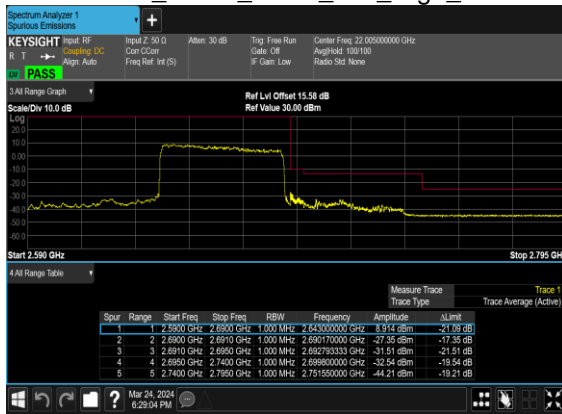 Spectrum Analyzer 1
Spurious Emissions
KEYSIGHT Input: RF Input Z: 50 Ω Atten: 30 dB Trig: Free Run Center Freq: 22.005000000 GHz
R T Coupling: DC Corr CCorr Gate: Off Avg|Hold: 100/100
Align: Auto Freq Ref: Int (S) IF Gain: Low Radio Std: None
PASS
3 All Range Graph Ref Lvl Offset 15.58 dB
Scale/Div 10.0 dB Ref Value 30.00 dBm
Log
20.0
10.0
0.00
-10.0
-20.0
-30.0
-40.0
-50.0
-60.0
Start 2.590 GHz Stop 2.795 GH
4 All Range Table
Measure Trace Trace 1
Trace Type Trace Average (Active)
Spur Range Start Freq Stop Freq RBW Frequency Amplitude ΔLimit
1 1 2.5900 GHz 2.6900 GHz 1.000 MHz 2.643000000 GHz 8.914 dBm -21.09 dB
2 2 2.6900 GHz 2.6910 GHz 1.000 MHz 2.690170000 GHz -27.35 dBm -17.35 dB
3 3 2.6910 GHz 2.6950 GHz 1.000 MHz 2.692793333 GHz -31.51 dBm -21.51 dB
4 4 2.6950 GHz 2.7400 GHz 1.000 MHz 2.699800000 GHz -32.54 dBm -19.54 dB
5 5 2.7400 GHz 2.7950 GHz 1.000 MHz 2.751550000 GHz -44.21 dBm -19.21 dB
Mar 24, 2024
6:29:04 PM